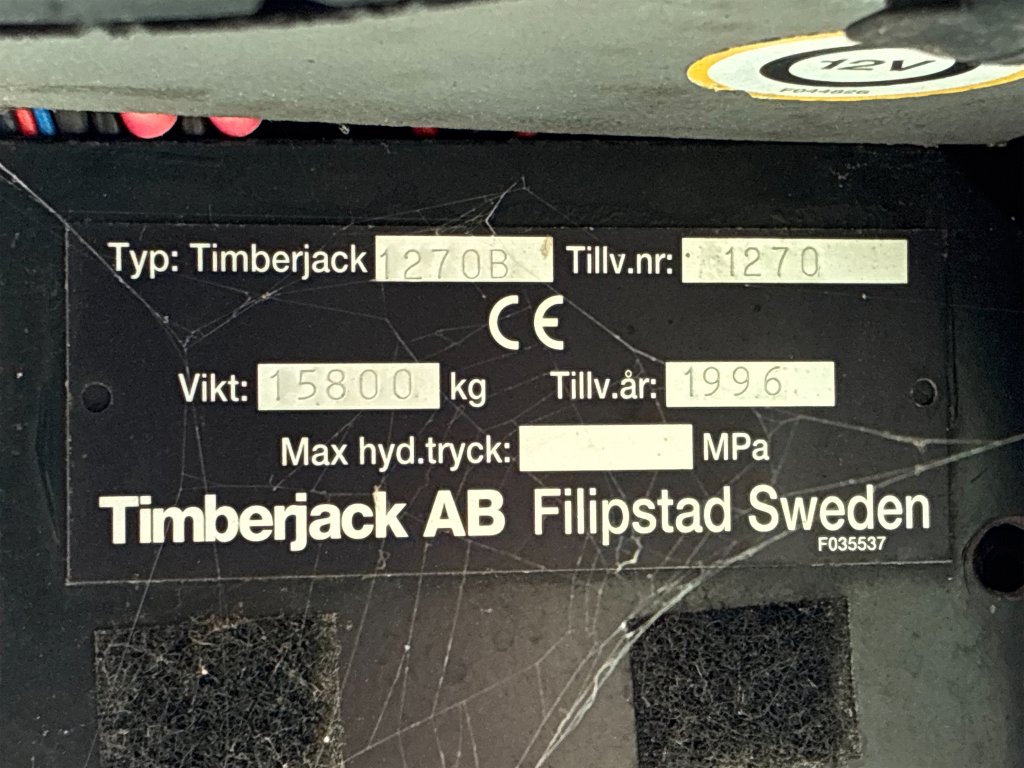 12V
F044826
Typ: Timberjack 1270B Tillv.nr: 1270
CE
Vikt: 15800 kg Tillv.år: 1996
Max hyd.tryck: MPa
Timberjack AB Filipstad Sweden
F035537